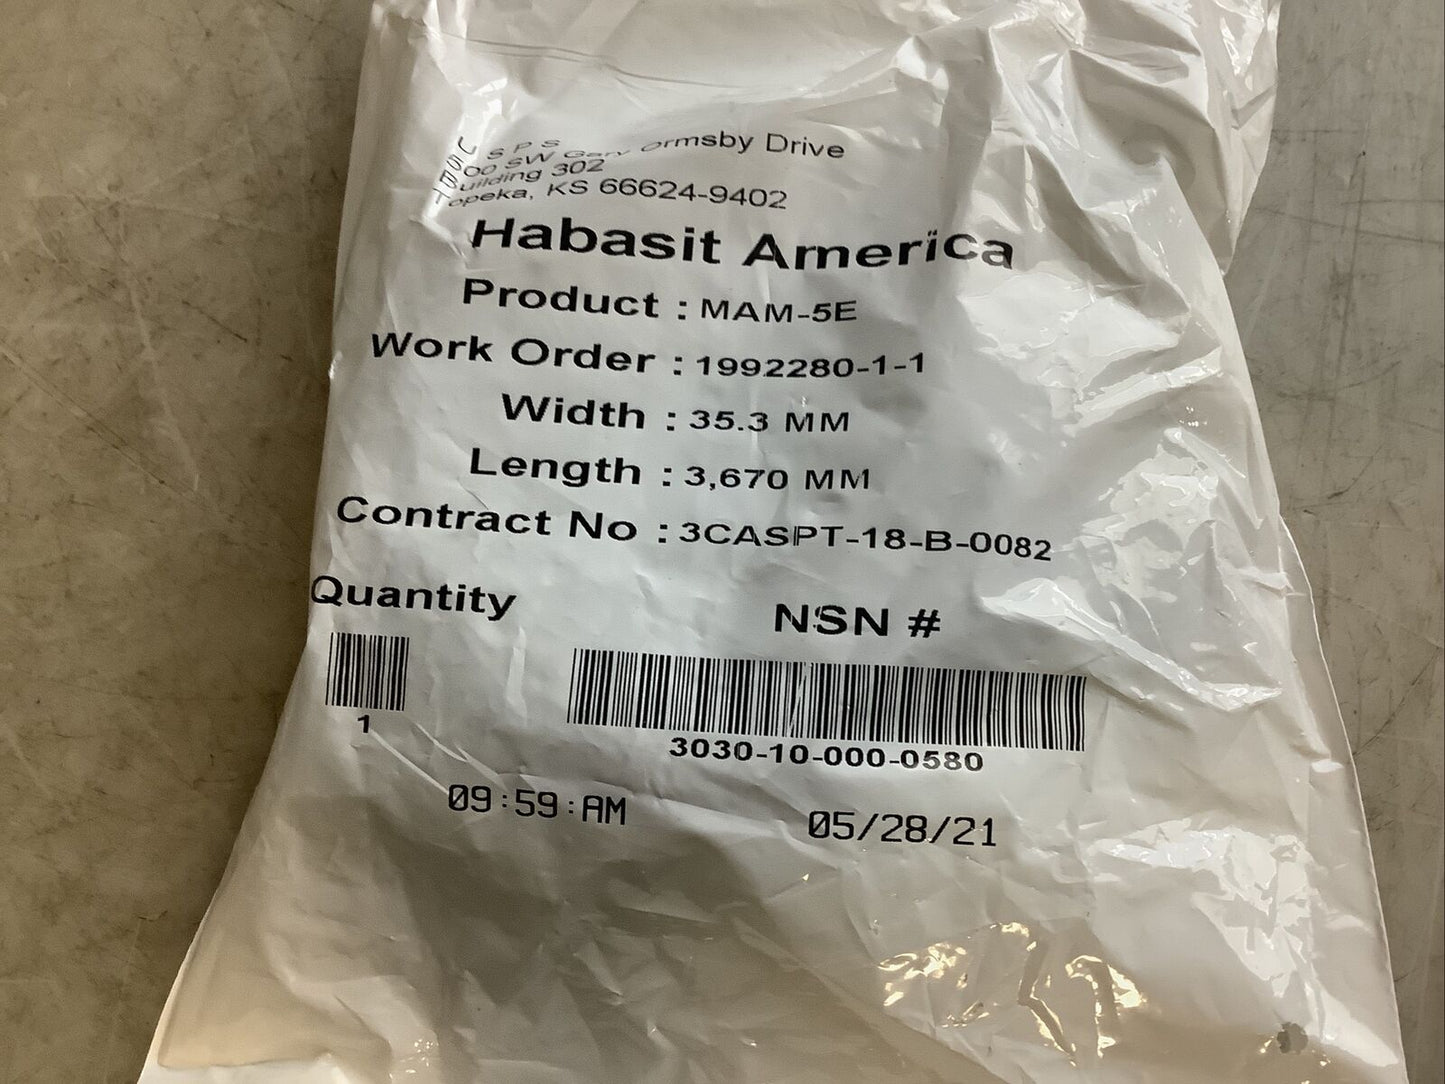 USPS
SW Gary Ormsby Drive
Building 302
Topeka, KS 66624-9402
Habasit America
Product : MAM-5E
Work Order : 1992280-1-1
Width : 35.3 MM
Length : 3,670 MM
Contract No : 3CASPT-18-B-0082
Quantity NSN #
1 3030-10-000-0580
09:59:AM 05/28/21